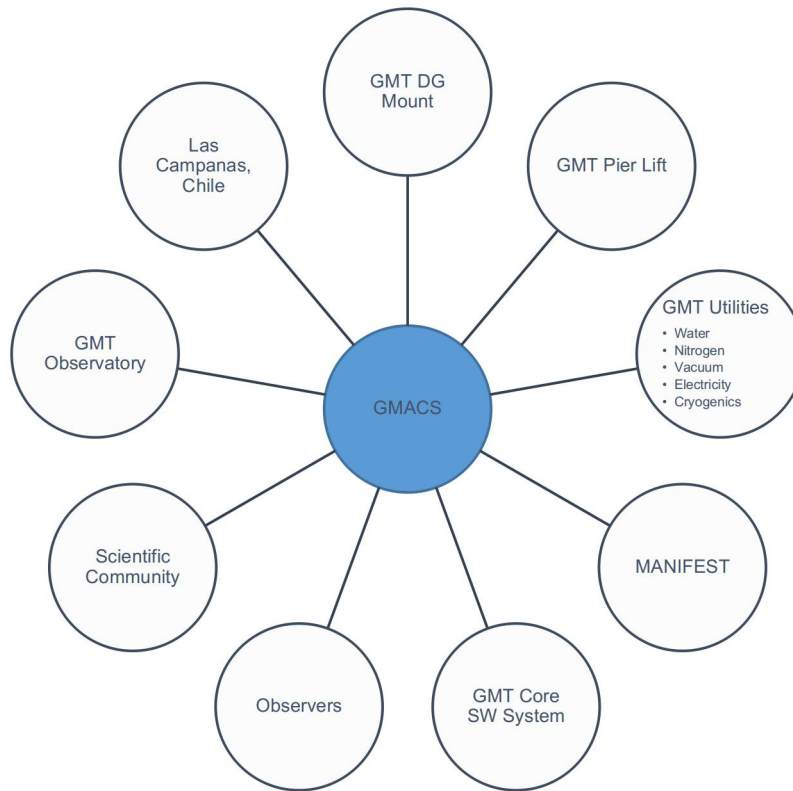 GMT DG
Mount
Las
Campanas,
Chile
GMT Pier Lift
GMT
Observatory
GMT Utilities
• Water
• Nitrogen
• Vacuum
• Electricity
• Cryogenics
GMACS
Scientific
Community
MANIFEST
Observers
GMT Core
SW System